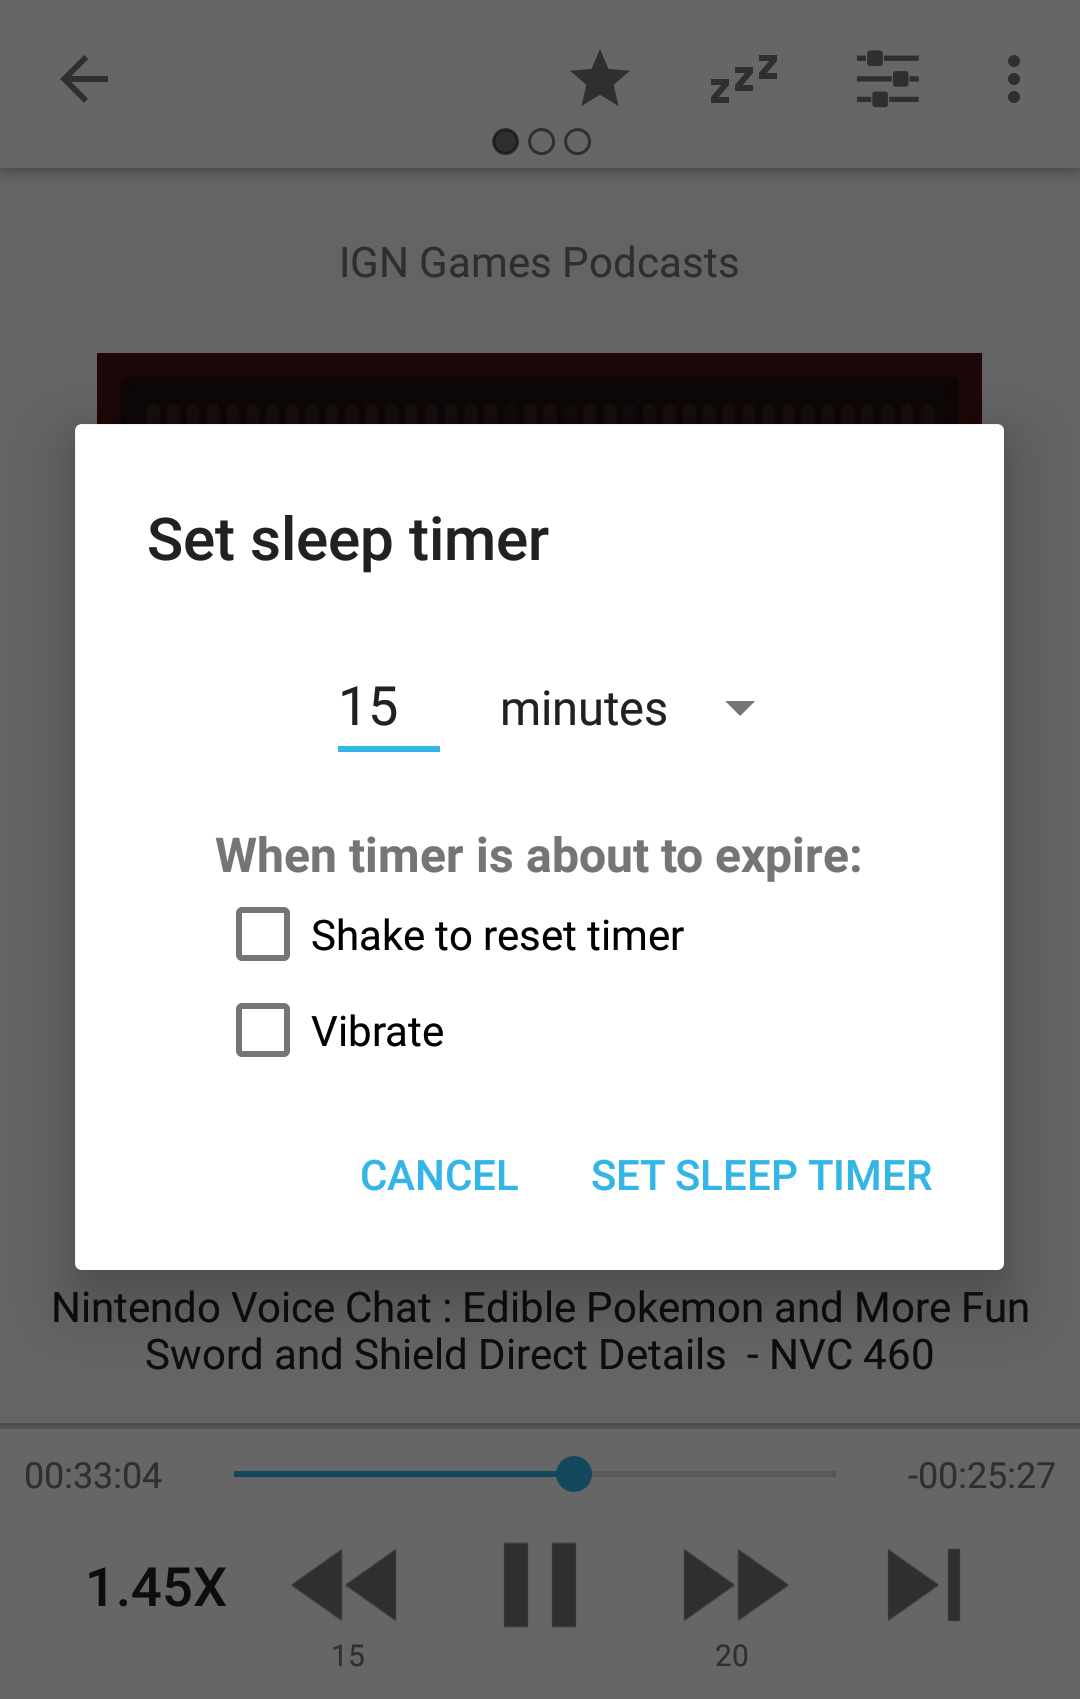 zzz
IGN Games Podcasts
Set sleep timer
15 minutes
When timer is about to expire:
Shake to reset timer
Vibrate
CANCEL SET SLEEP TIMER
Nintendo Voice Chat : Edible Pokemon and More Fun
Sword and Shield Direct Details - NVC 460
00:33:04 -00:25:27
1.45X
15 20